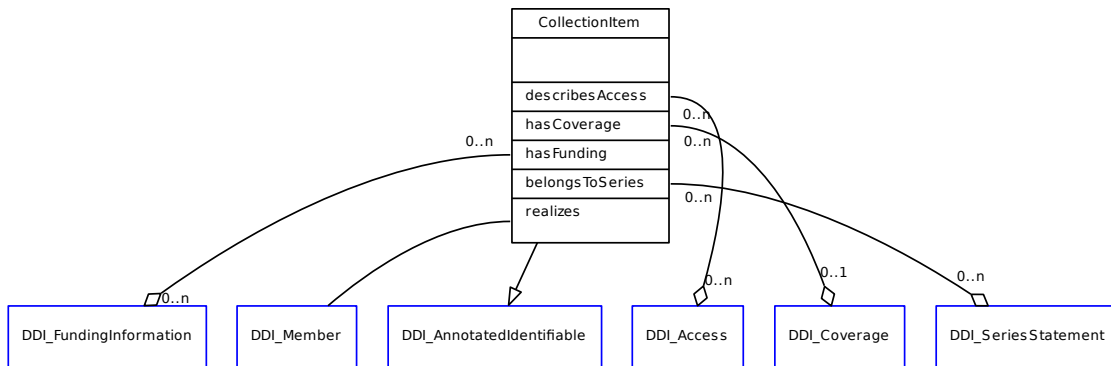 CollectionItem
describesAccess
0..n
hasCoverage
0..n
0..n
hasFunding
belongsToSeries
0..n
realizes
0..1
0..n
0..n
0..n
DDI_FundingInformation
DDI_Member
DDI_AnnotatedIdentifiable
DDI_Access
DDI_Coverage
DDI_SeriesStatement